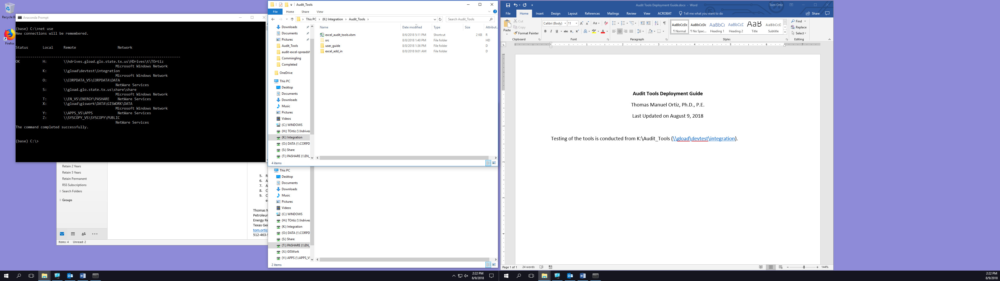 Recycle Bi
Firefox
Anaconda Prompt
(base) C:\>net use
New connections will be remembered.
Status Local Remote Network
-------------------------------------------------------------------------------
OK H: \\hdrives.gload.glo.state.tx.us\HDrives\t\TOrtiz
Microsoft Windows Network
K: \\gload\devtest\integration
Microsoft Windows Network
O: \\CORPDATA_VS\CORPDATA\DATA
NetWare Services
S: \\gload.glo.state.tx.us\share\share
Microsoft Windows Network
T: \\EN_VS\ENERGY\PASHARE NetWare Services
X: \\gload\giswork\DATA\GISWORK\DATA
Microsoft Windows Network
Y: \\APPS_VS\APPS NetWare Services
Z: \\SYSCOPY_VS\SYSCOPY\PUBLIC
NetWare Services
The command completed successfully.
(base) C:\>
Retain 2 Years
Retain 5 Years
Retain Permanent
RSS Subscriptions
Search Folders
Groups
Items: 4 Unread: 2
5. R
6. A
7. A
8. C
9. C
e
Thomas M
Petroleum
Energy Re
Texas Gen
tom.ortiz
512-463-5
Audit_Tools
File Home Share View
This PC > (K:) Integration > Audit_Tools >
Search Audit_Tools
Downloads
Documents
Pictures
Audit_Tools
audit-excel-spreadsh
Commingling
Completed
OneDrive
This PC
Desktop
Documents
Downloads
Music
Pictures
Videos
(C:) WINDOWS
(H:) TOrtiz (\\hdrives
(K:) Integration
(O:) DATA (\\CORPD
(S:) Share
(T:) PASHARE (\\EN_
Name Date modified Type Size Attribut...
excel_audit_tools.xlsm 8/6/2018 5:11 PM Shortcut 2 KB R
src 8/8/2018 1:40 PM File folder HD
user_guide 8/8/2018 1:36 PM File folder D
excel_add_in 8/8/2018 9:01 AM File folder D
4 items
This PC
Desktop
Documents
Downloads
Music
Pictures
Videos
(C:) WINDOWS
(H:) TOrtiz (\\hdrives
(K:) Integration
(O:) DATA (\\CORPD
(S:) Share
(T:) PASHARE (\\EN_
(X:) GISWork
(Y:) APPS (\\APPS_VS
2 items
Audit Tools Deployment Guide.docx - Word
Tom Ortiz
File Home Insert Design Layout References Mailings Review View ACROBAT Tell me what you want to do
Share
Paste
Cut
Copy
Format Painter
Clipboard
Calibri (Body) 11
Font
Paragraph
AaBbCcDc AaBbCcDc AaBbCc AaBbCcD AaB AaBbCcD
¶ Normal ¶ No Spac... Heading 1 Heading 2 Title Subtitle
Styles
Find
Replace
Select
Editing
1 1 2 3 4 5 6 7
Audit Tools Deployment Guide
Thomas Manuel Ortiz, Ph.D., P.E.
Last Updated on August 9, 2018
Testing of the tools is conducted from K:\Audit_Tools (\\gload\devtest\integration).
Page 1 of 1 24 words
144%
2:22 PM
8/9/2018
2:22 PM
8/9/2018